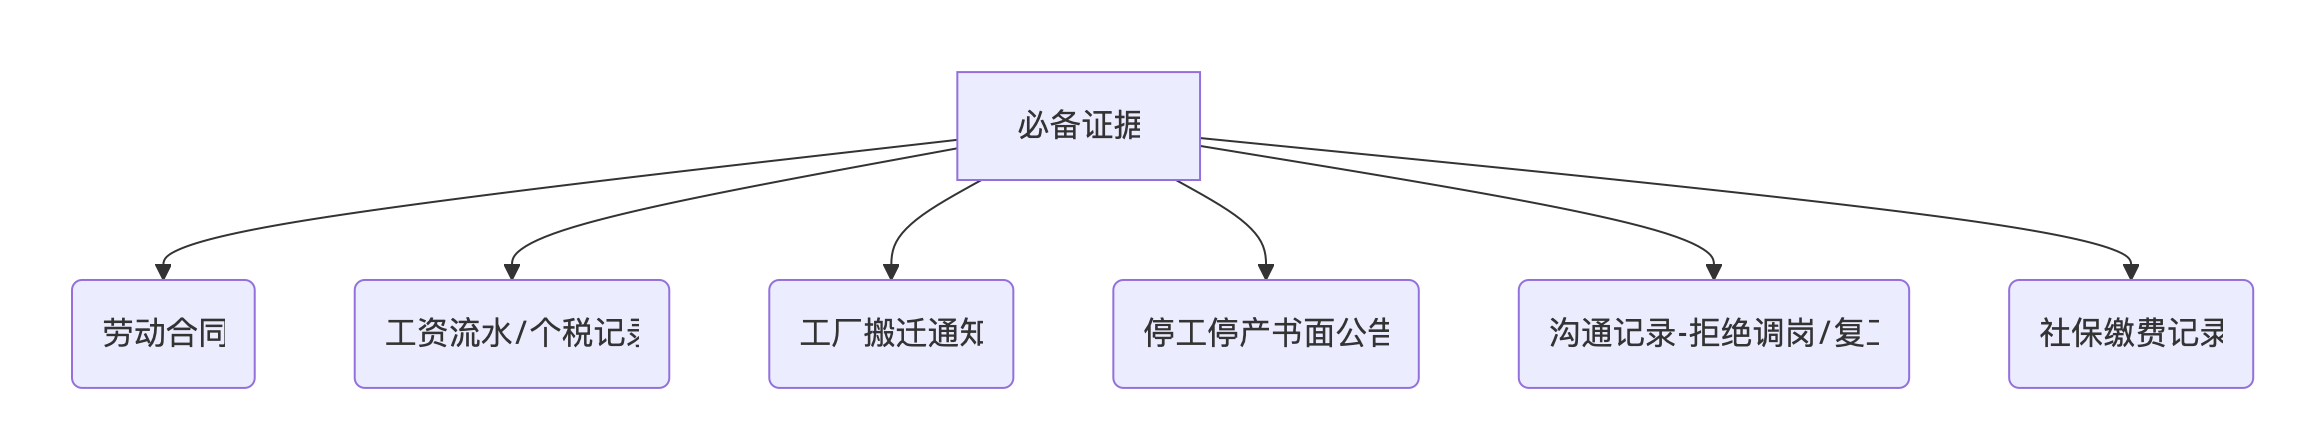 必备证据
劳动合同
工资流水/个税记录
工厂搬迁通知
停工停产书面公告
沟通记录-拒绝调岗/复工
社保缴费记录